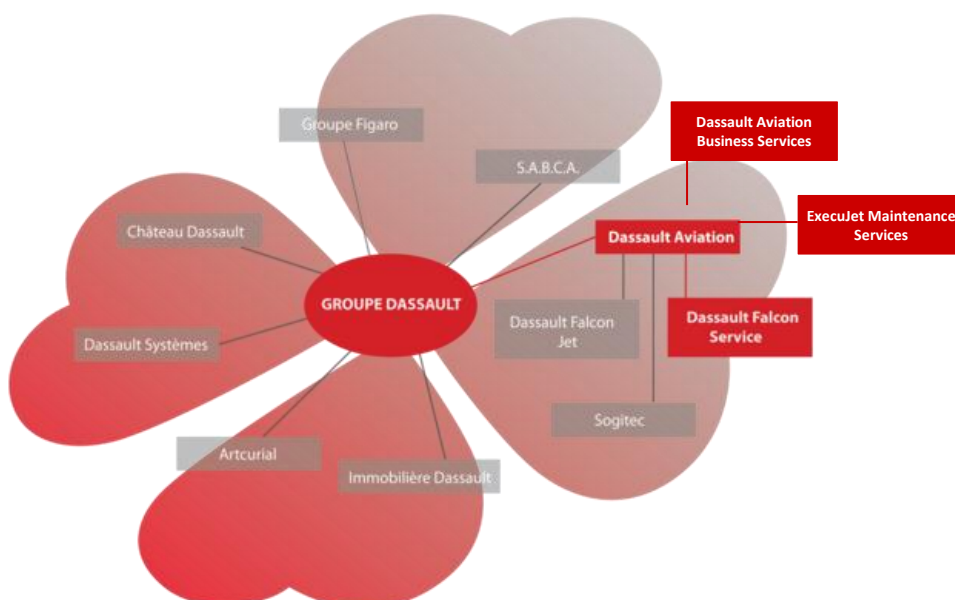 Groupe Figaro
S.A.B.C.A.
Dassault Aviation
Business Services
ExecuJet Maintenance
Services
Château Dassault
Dassault Aviation
GROUPE DASSAULT
Dassault Systèmes
Dassault Falcon
Jet
Dassault Falcon
Service
Sogitec
Artcurial
Immobilière Dassault